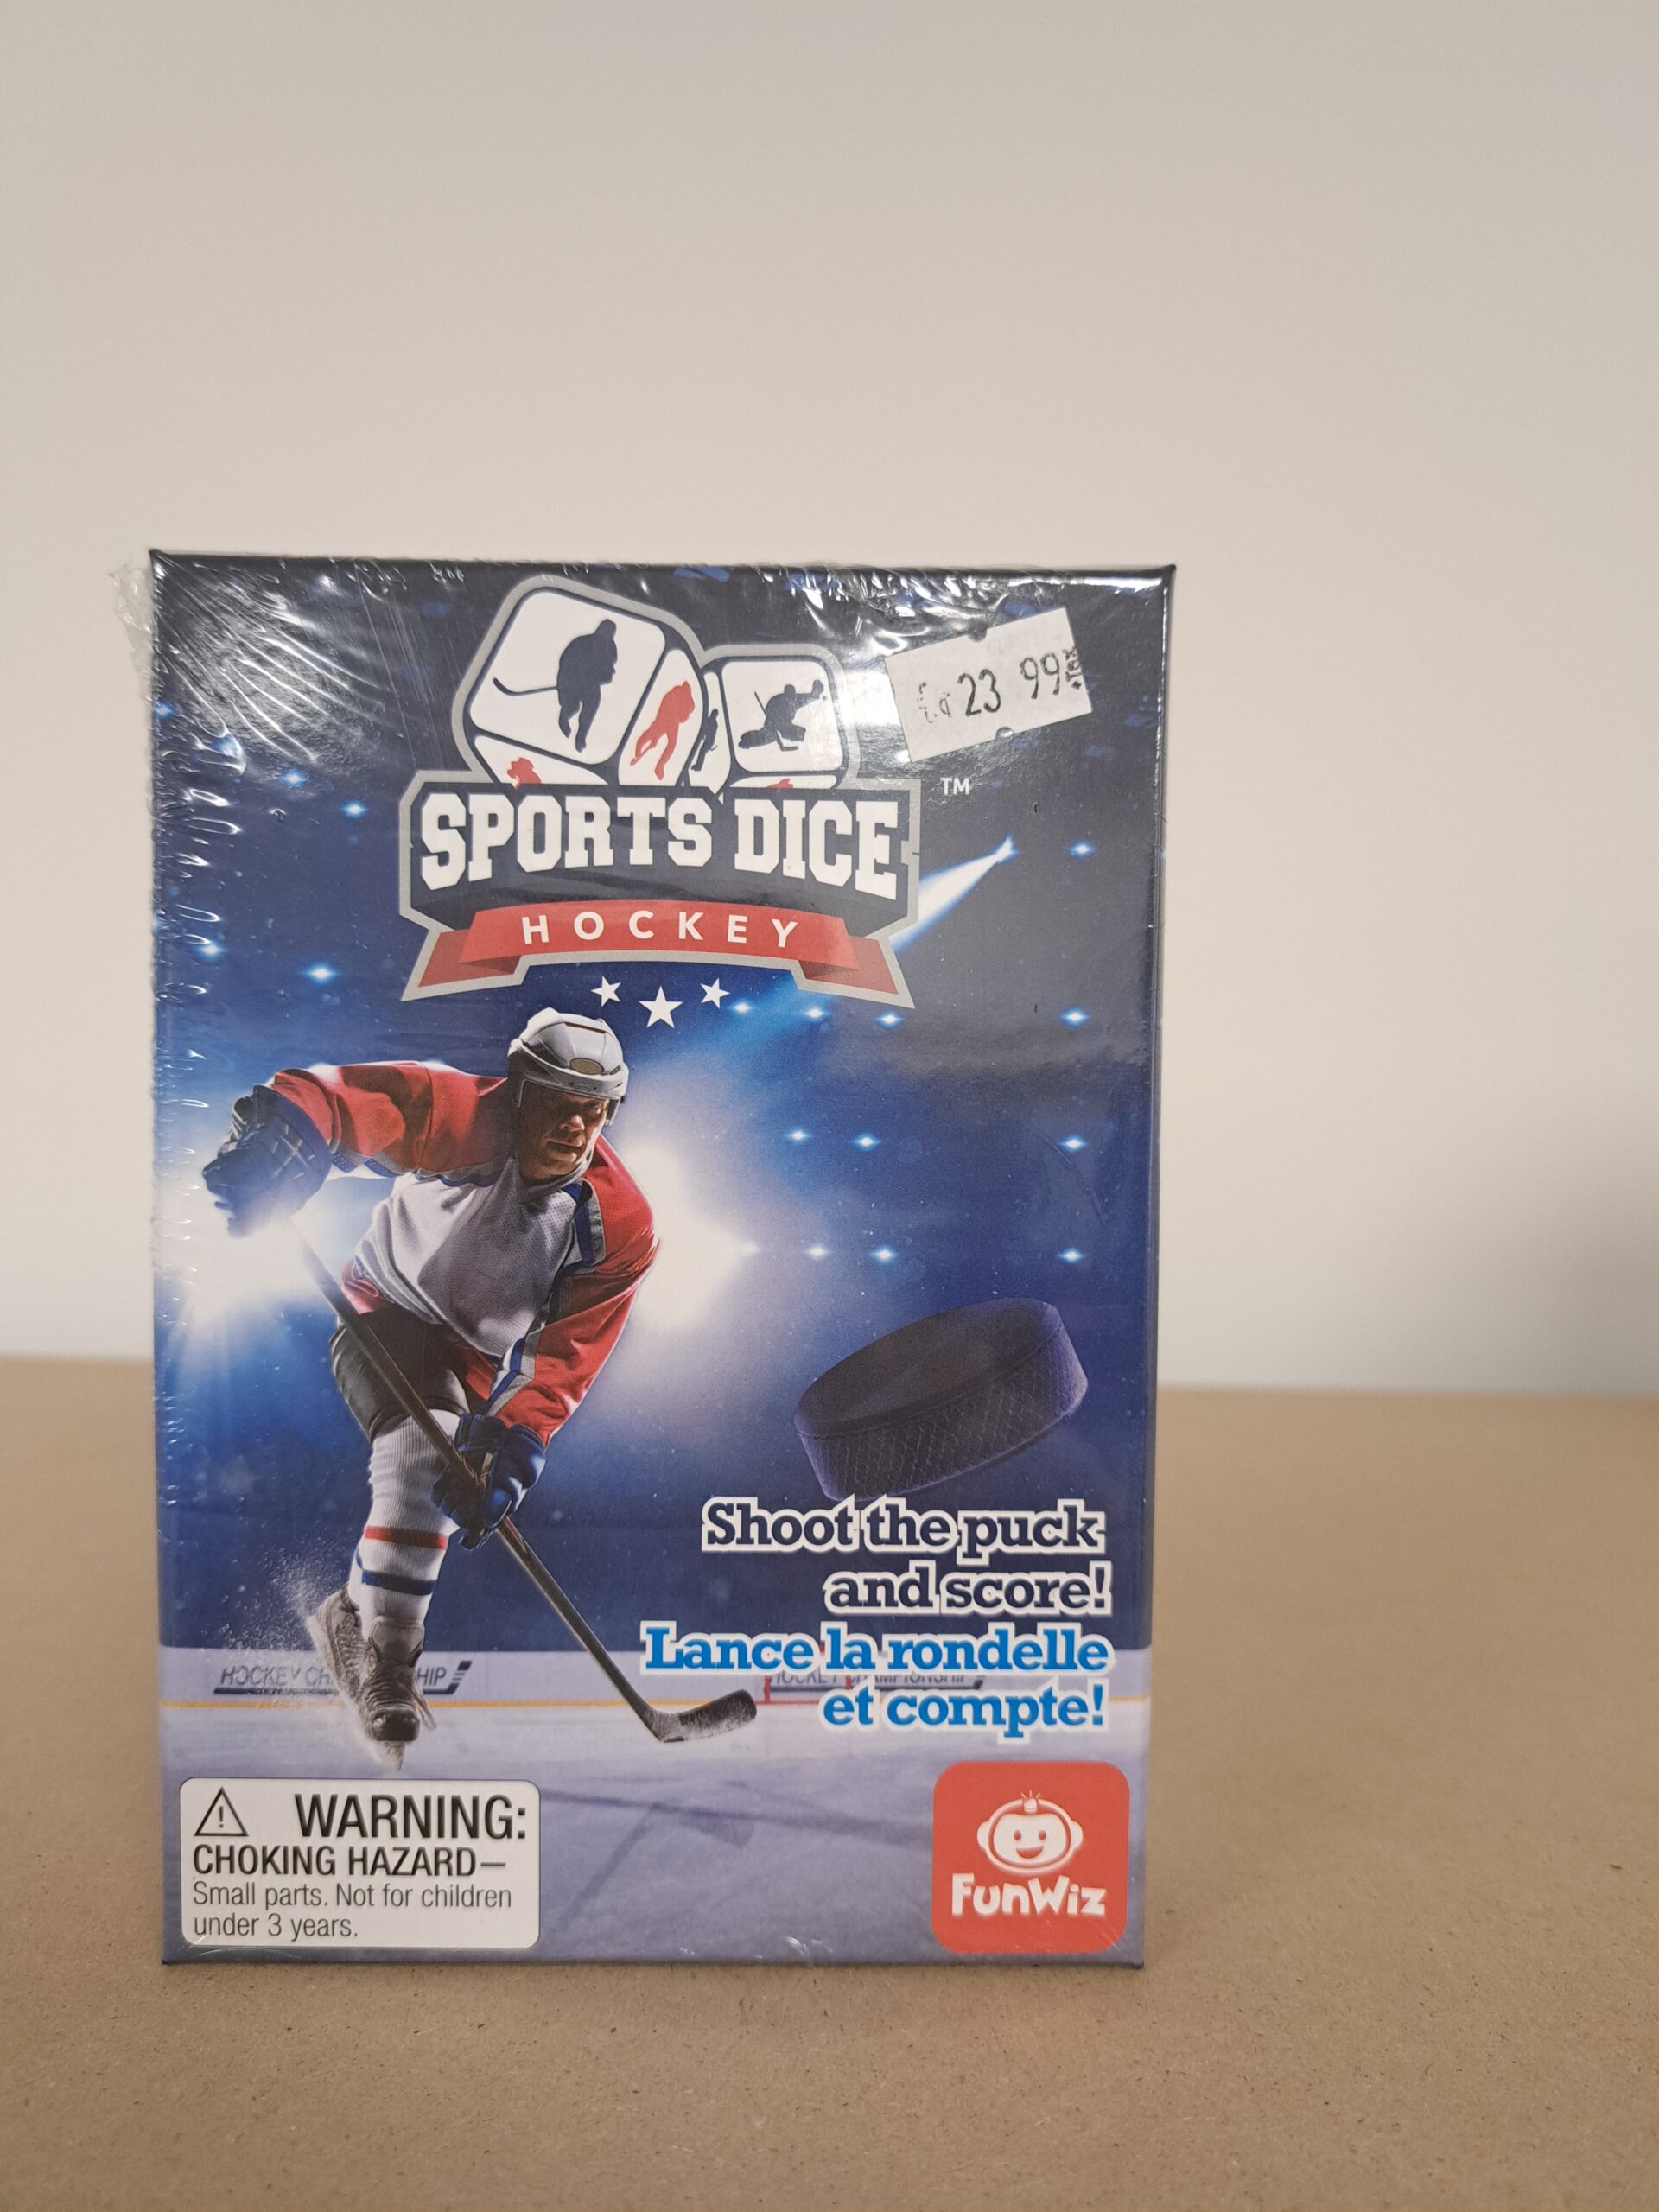 23 99
SPORTS DICE
TM
HOCKEY
Shoot the puck
and score!
Lance la rondelle
et compte!
WARNING:
CHOKING HAZARD—
Small parts. Not for children
under 3 years.
FunWiz